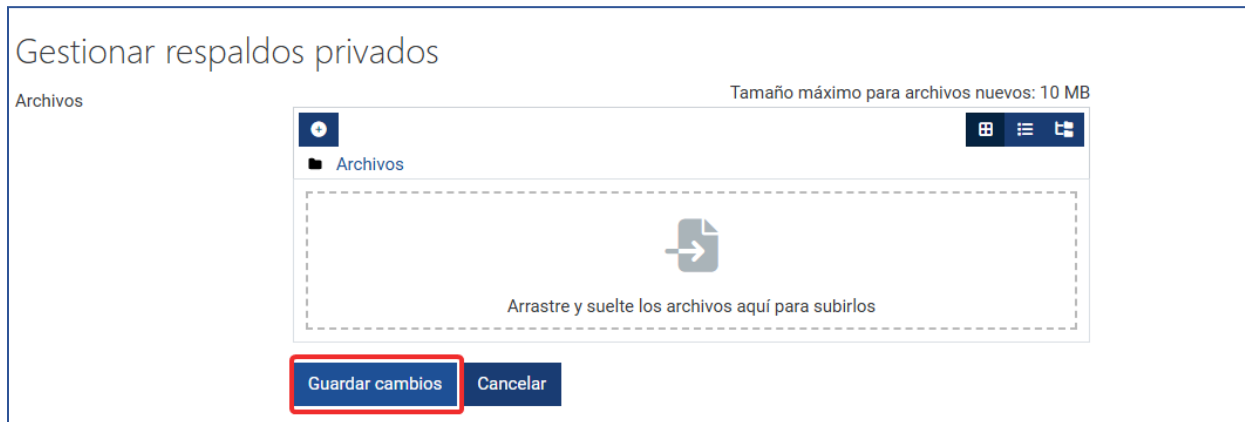 Gestionar respaldos privados
Archivos
Tamaño máximo para archivos nuevos: 10 MB
Archivos
Arrastre y suelte los archivos aquí para subirlos
Guardar cambios
Cancelar